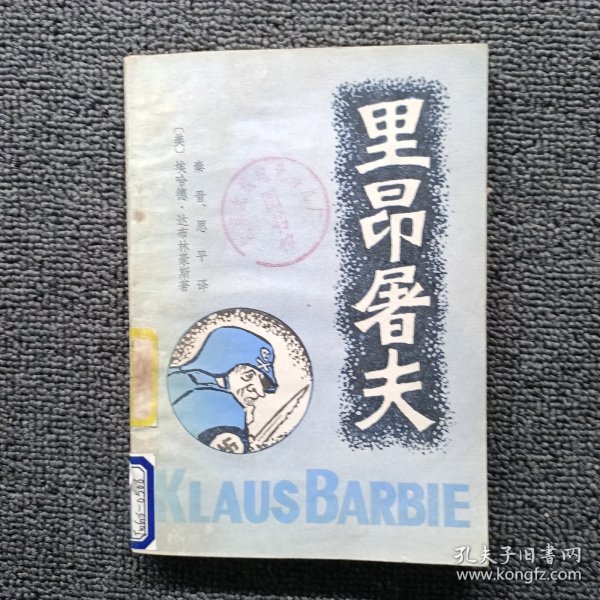 里昂屠夫
〔美〕埃哈德·达布林豪斯著
秦晋、思平译
KLAUS BARBIE
孔夫子旧书网
www.kongfz.com